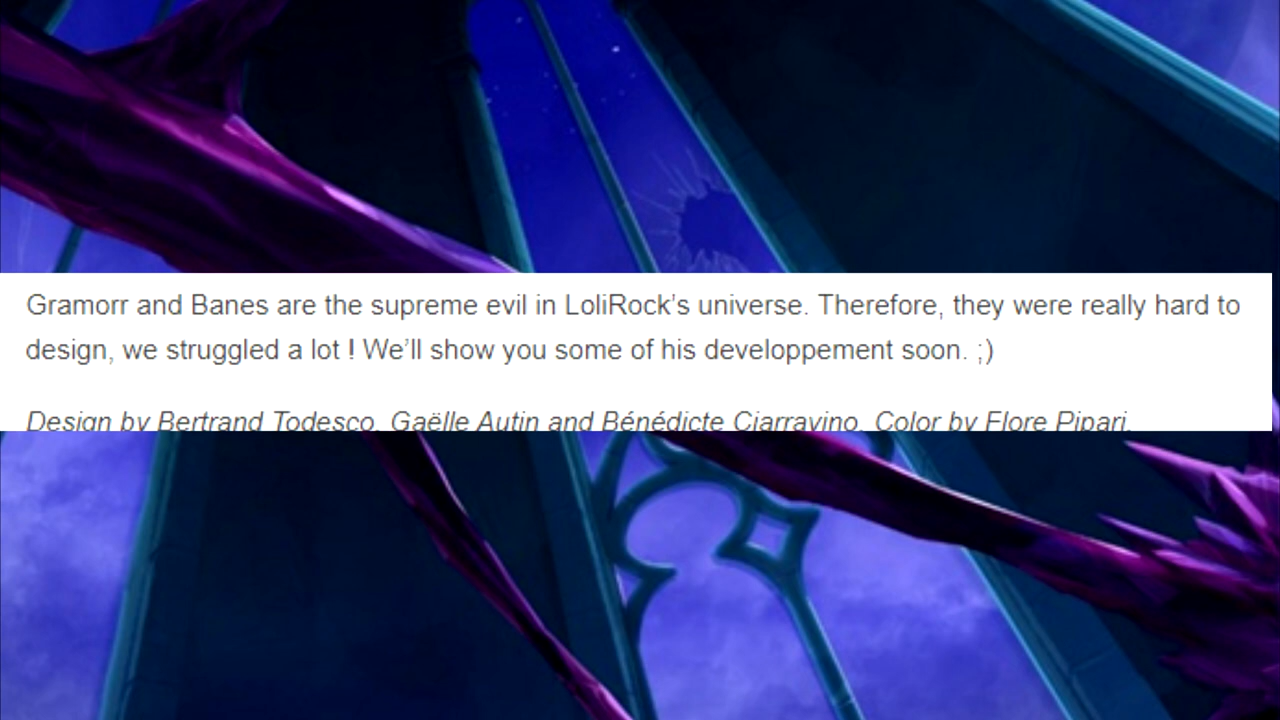 Gramorr and Banes are the supreme evil in LoliRock’s universe. Therefore, they were really hard to
design, we struggled a lot ! We’ll show you some of his developpement soon. ;)
Design by Bertrand Todesco, Gaëlle Autin and Bénédicte Ciarravino. Color by Flore Pipari.